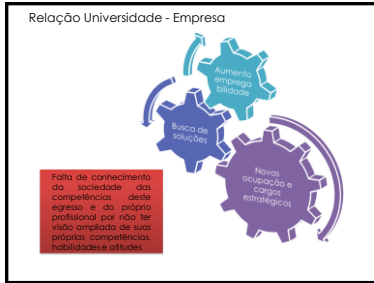 Relação Universidade - Empresa
Aumento
emprega
bilidade
Busca de
soluções
Novas
ocupação e
cargos
estratégicos
Falta de conhecimento
da sociedade das
competências deste
egresso e do próprio
profissional por não ter
visão ampliada de suas
próprias competências,
habilidades e atitudes